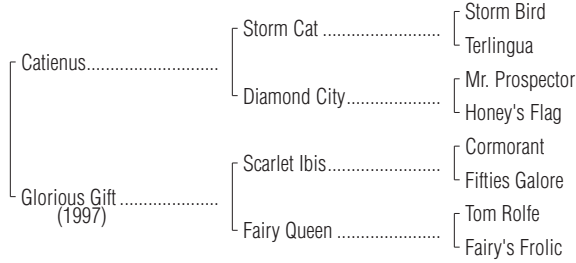 Storm Bird
Storm Cat ........................
Terlingua
Catienus...........................
Mr. Prospector
Diamond City...................
Honey's Flag
Cormorant
Scarlet Ibis.......................
Fifties Galore
Glorious Gift ....................
(1997)
Tom Rolfe
Fairy Queen .....................
Fairy's Frolic